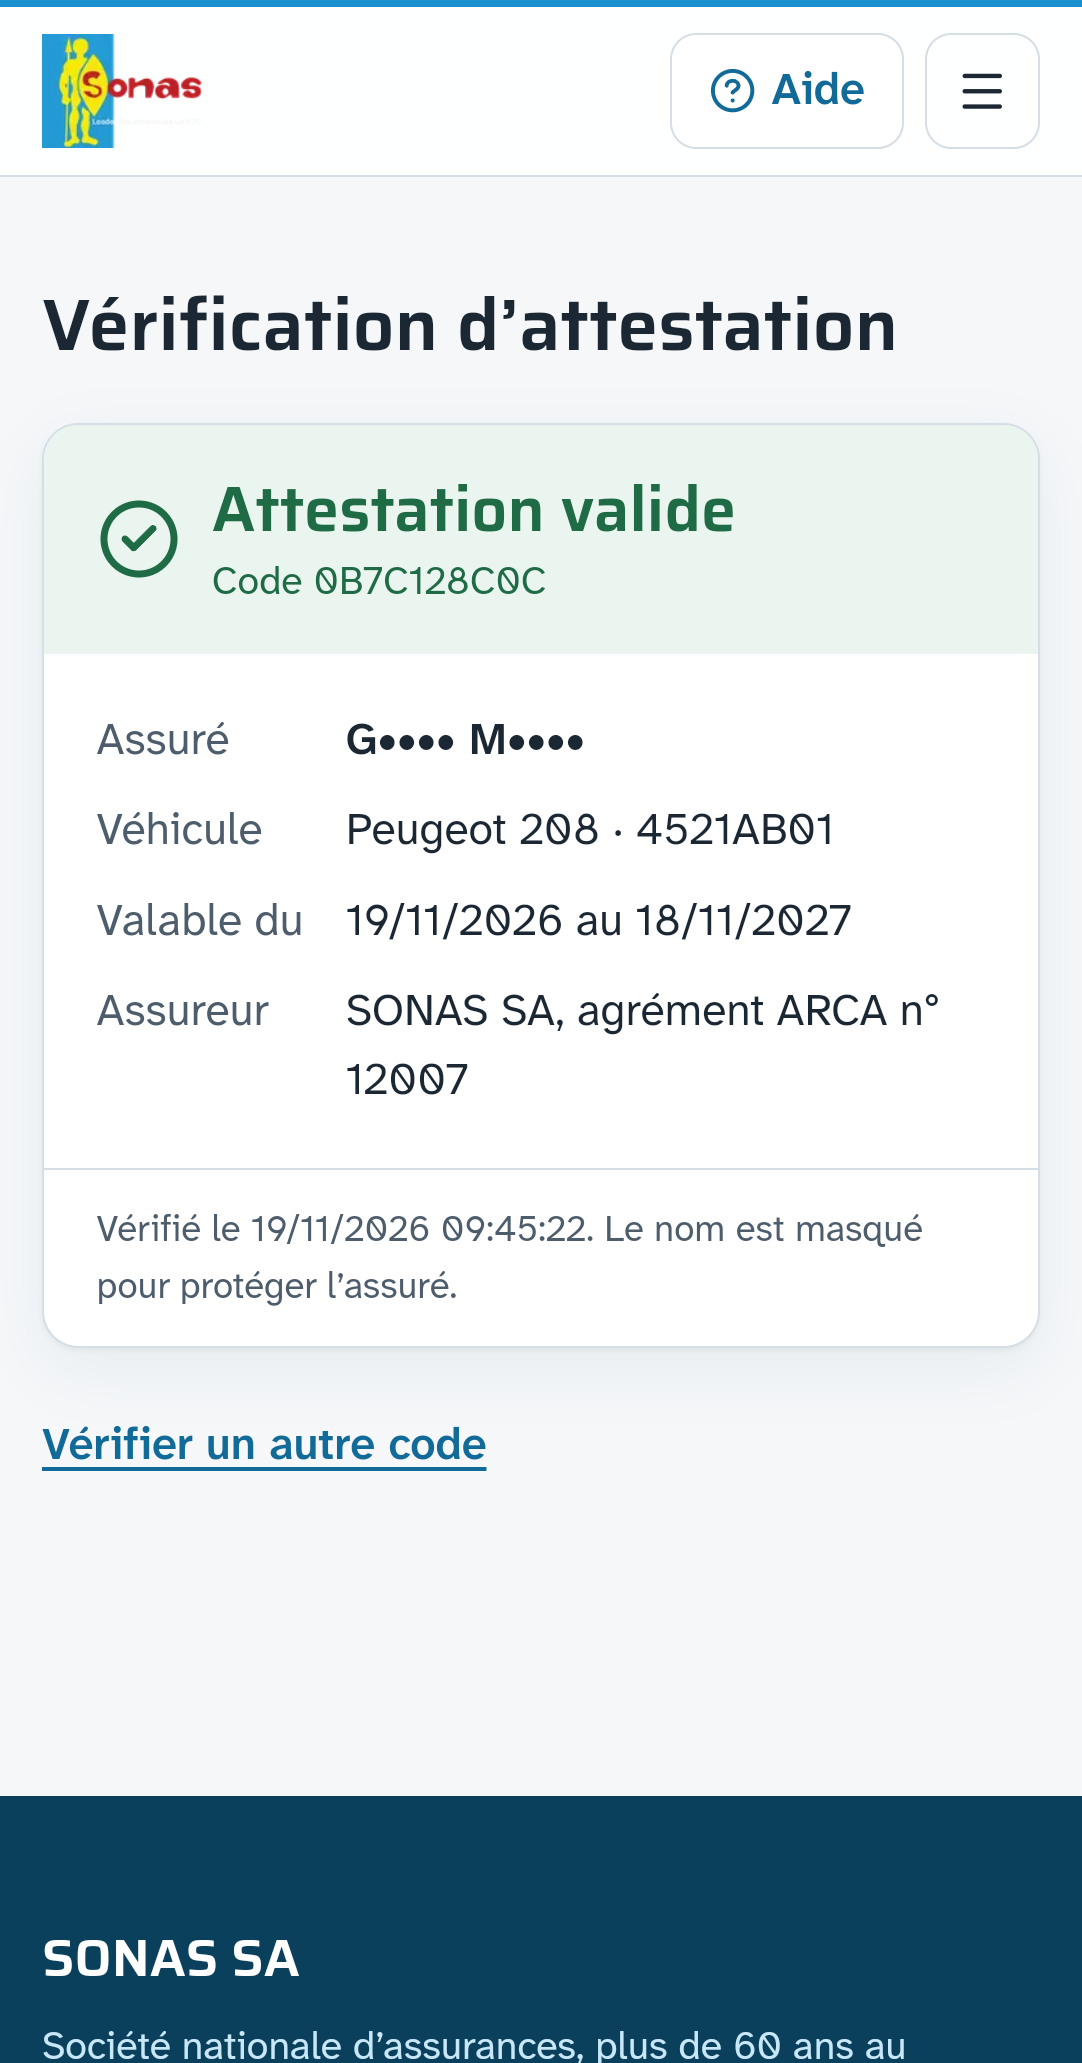 Sonas
Aide
Vérification d’attestation
Attestation valide
Code 0B7C128C0C
Assuré G•••• M••••
Véhicule Peugeot 208 · 4521AB01
Valable du 19/11/2026 au 18/11/2027
Assureur SONAS SA, agrément ARCA n°
12007
Vérifié le 19/11/2026 09:45:22. Le nom est masqué
pour protéger l’assuré.
Vérifier un autre code
SONAS SA
Société nationale d’assurances, plus de 60 ans au